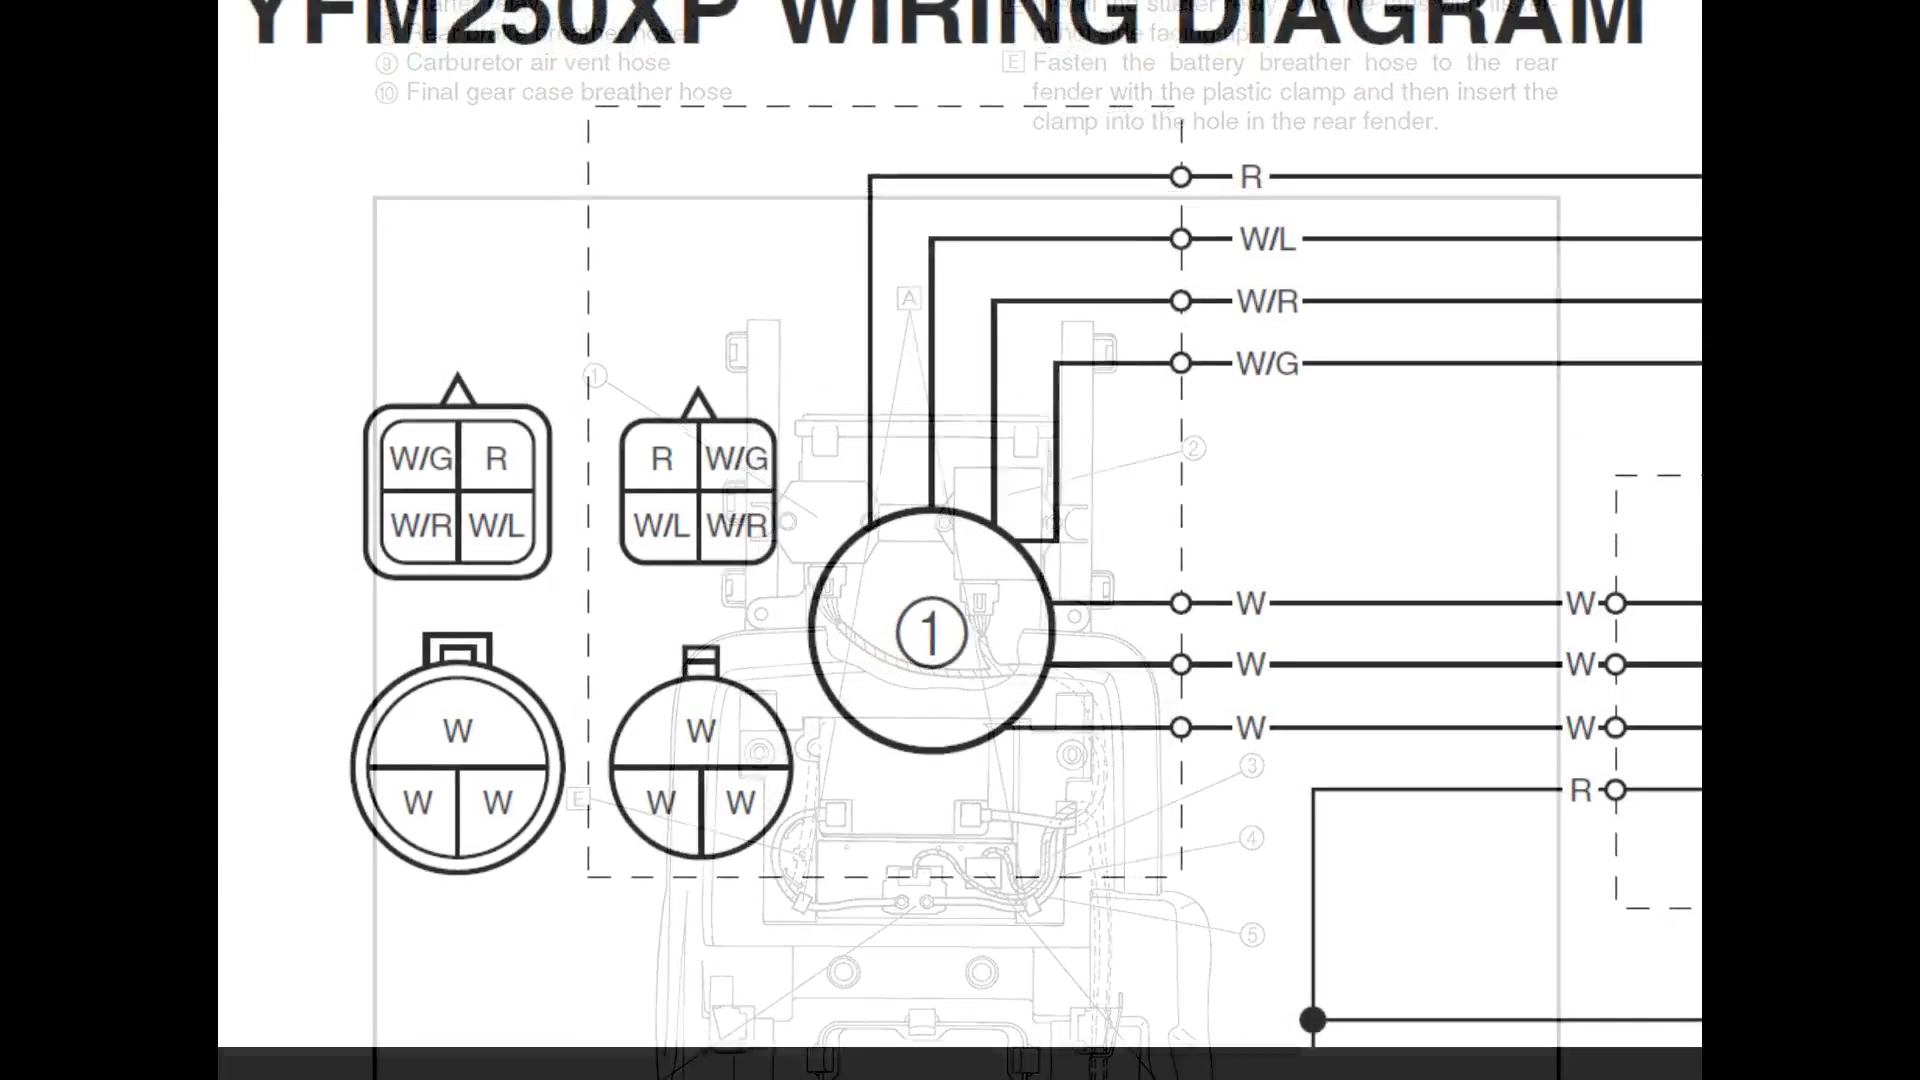 YFM250XP WIRING DIAGRAM
⑨ Carburetor air vent hose
⑩ Final gear case breather hose
E Fasten the battery breather hose to the rear
fender with the plastic clamp and then insert the
clamp into the hole in the rear fender.
R
W/L
W/R
W/G
A
①
②
W/G R
W/R W/L
R W/G
W/L W/R
①
W W
W W
W W
R
W
W W
W
W W
E
③
④
⑤